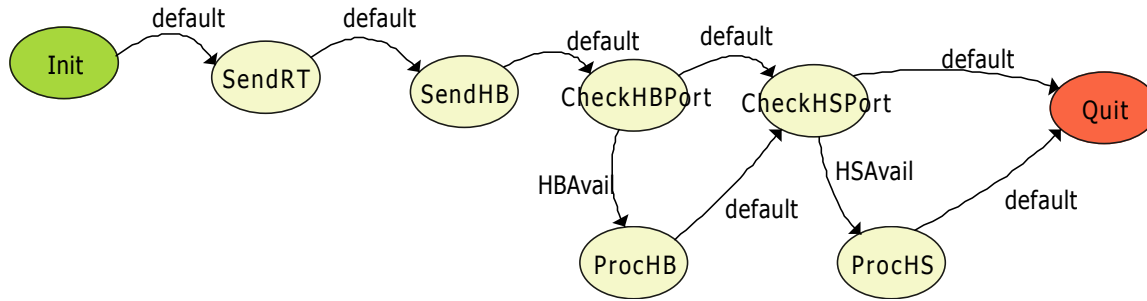 default
default
default
default
default
Init
SendRT
SendHB
CheckHBPort
CheckHSPort
Quit
HBAvail
default
HSAvail
default
ProcHB
ProcHS